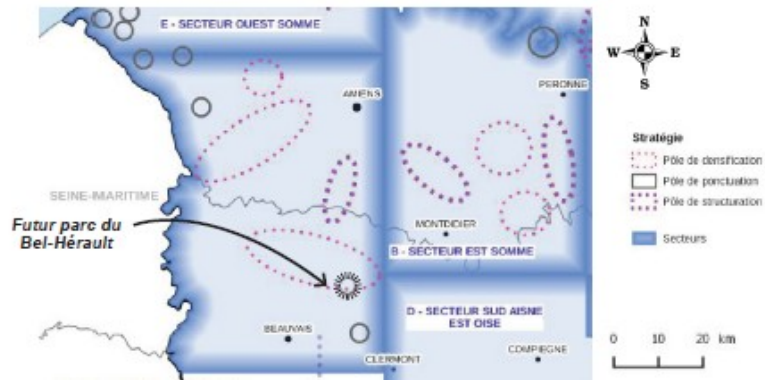 E - SECTEUR OUEST SOMME
AMIENS
PERONNE
SEINE-MARITIME
Futur parc du
Bel-Hérault
MONTDIDIER
B - SECTEUR EST SOMME
D - SECTEUR SUD AISNE
EST OISE
BEAUVAIS
CLERMONT
COMPIEGNE
N
W
E
S
Stratégie
Pôle de densification
Pôle de ponctuation
Pôle de structuration
Secteurs
0 10 20 km